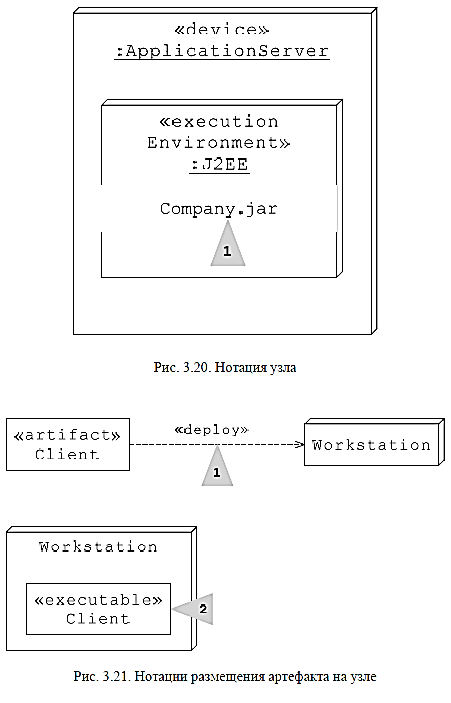 «device»
:ApplicationServer
«execution
Environment»
:J2EE
Company.jar
1
Рис. 3.20. Нотация узла
«artifact»
Client
«deploy»
Workstation
1
Workstation
«executable»
Client
2
Рис. 3.21. Нотации размещения артефакта на узле